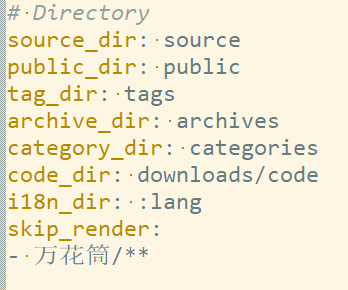 # Directory
source_dir: source
public_dir: public
tag_dir: tags
archive_dir: archives
category_dir: categories
code_dir: downloads/code
i18n_dir: :lang
skip_render:
- 万花筒/**